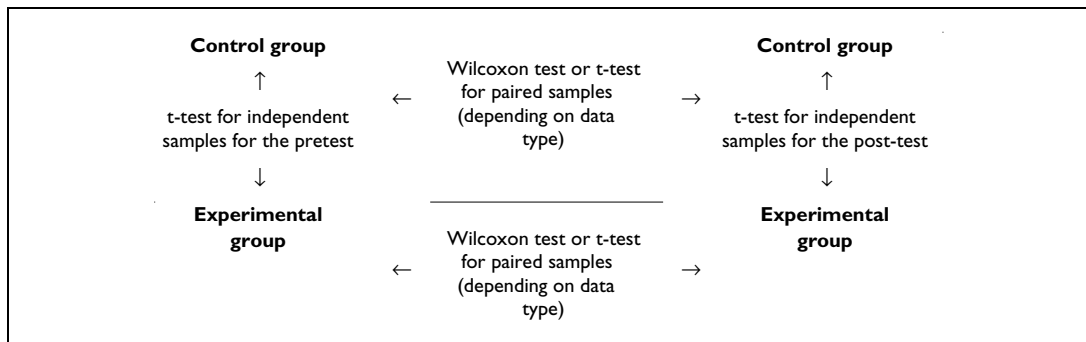 Control group
↑
t-test for independent
samples for the pretest
↓
Experimental
group
←
Wilcoxon test or t-test
for paired samples
(depending on data
type)
→
Control group
↑
t-test for independent
samples for the post-test
↓
Experimental
group
←
Wilcoxon test or t-test
for paired samples
(depending on data
type)
→